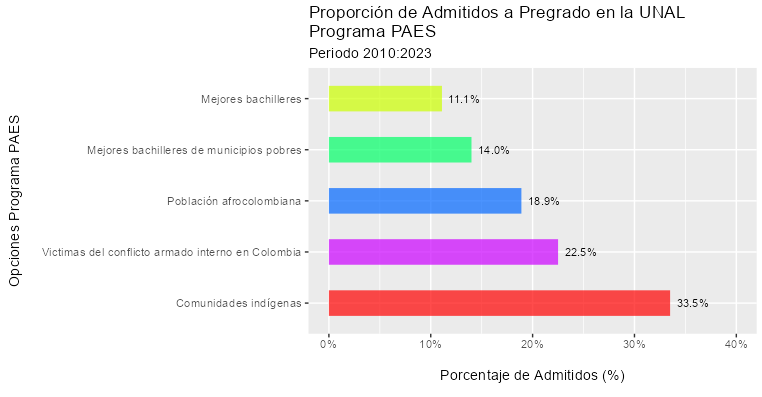 Proporción de Admitidos a Pregrado en la UNAL
Programa PAES
Periodo 2010:2023
Opciones Programa PAES
Mejores bachilleres
11.1%
Mejores bachilleres de municipios pobres
14.0%
Población afrocolombiana
18.9%
Victimas del conflicto armado interno en Colombia
22.5%
Comunidades indígenas
33.5%
0%
10%
20%
30%
40%
Porcentaje de Admitidos (%)